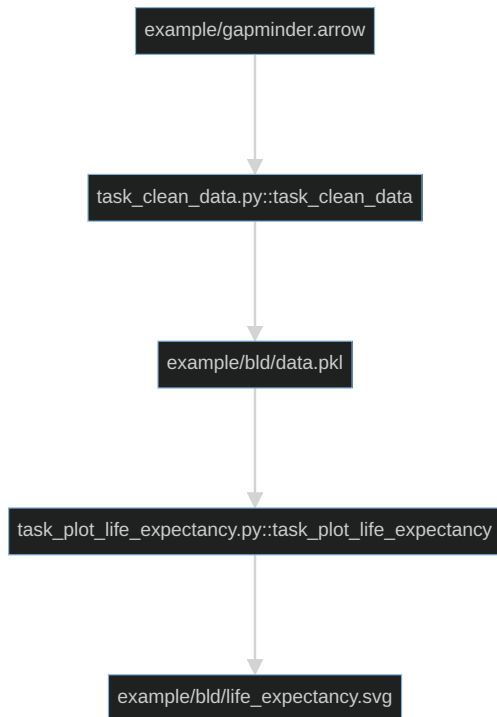 example/gapminder.arrow
task_clean_data.py::task_clean_data
example/bld/data.pkl
task_plot_life_expectancy.py::task_plot_life_expectancy
example/bld/life_expectancy.svg